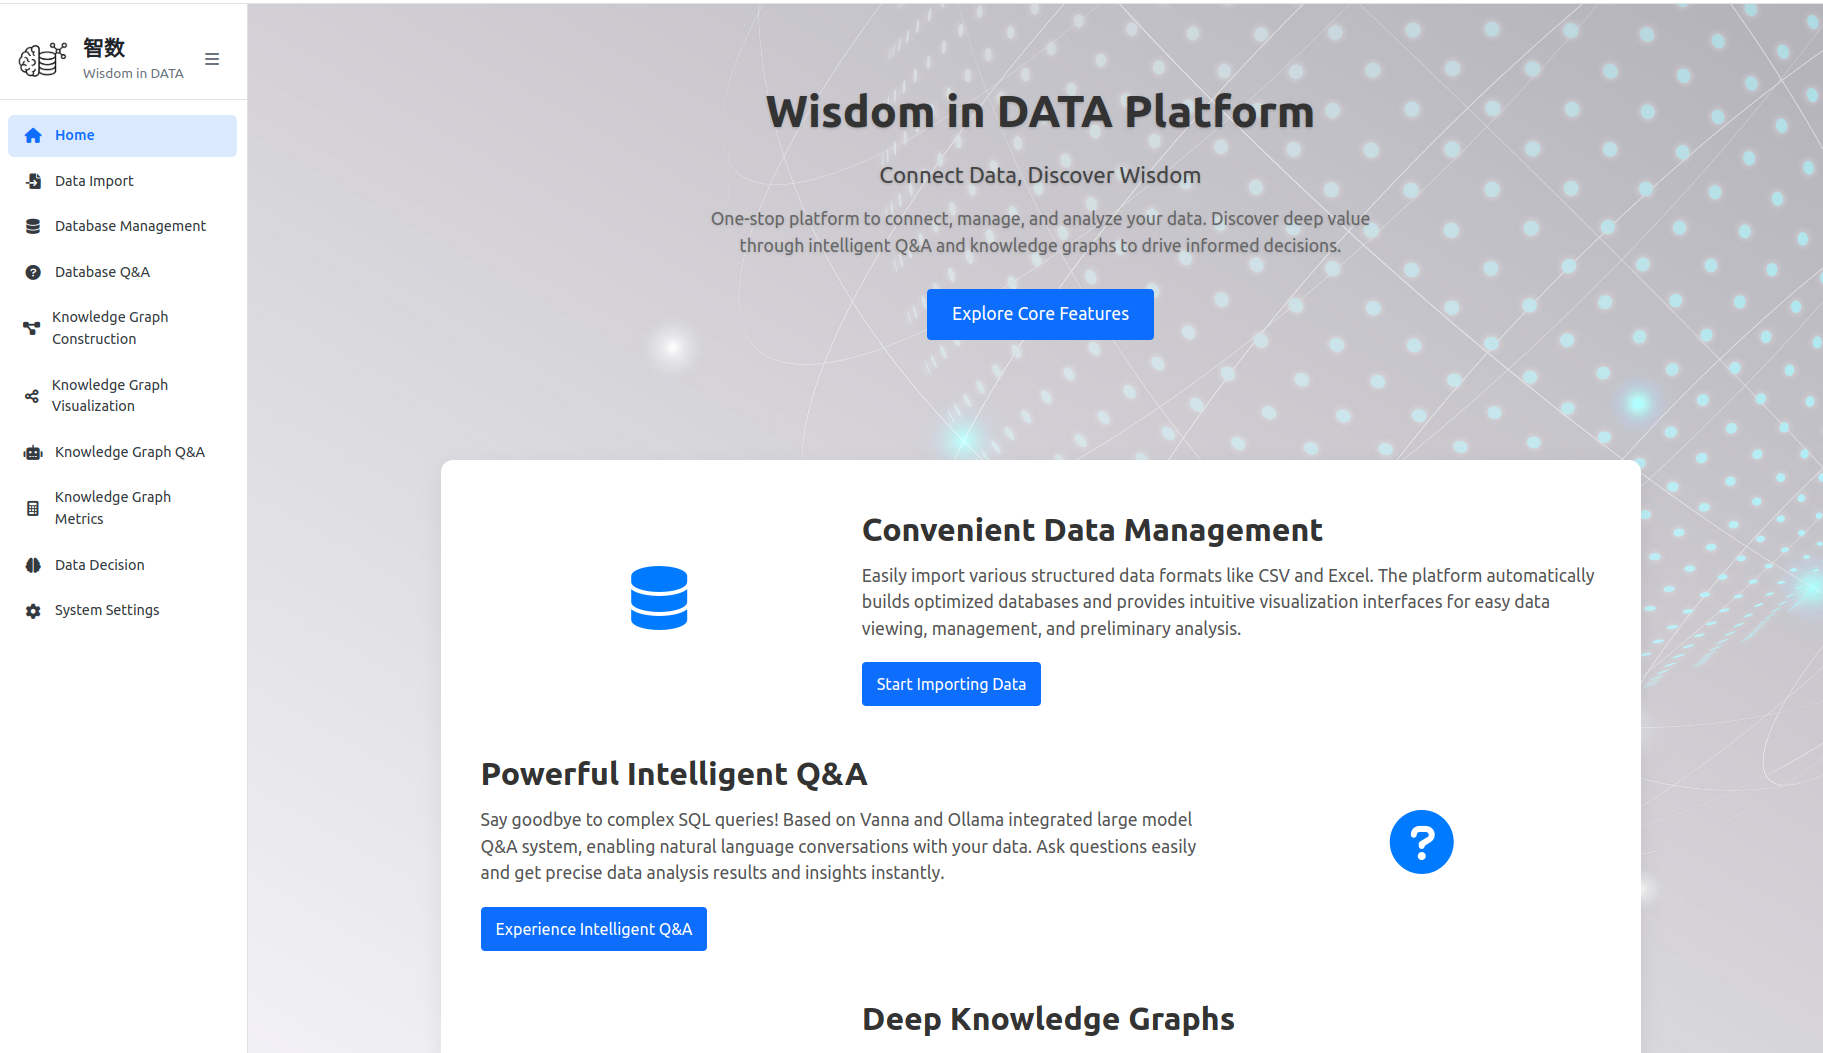 智数
Wisdom in DATA
Home
Data Import
Database Management
Database Q&A
Knowledge Graph
Construction
Knowledge Graph
Visualization
Knowledge Graph Q&A
Knowledge Graph
Metrics
Data Decision
System Settings
Wisdom in DATA Platform
Connect Data, Discover Wisdom
One-stop platform to connect, manage, and analyze your data. Discover deep value
through intelligent Q&A and knowledge graphs to drive informed decisions.
Explore Core Features
Convenient Data Management
Easily import various structured data formats like CSV and Excel. The platform automatically
builds optimized databases and provides intuitive visualization interfaces for easy data
viewing, management, and preliminary analysis.
Start Importing Data
Powerful Intelligent Q&A
Say goodbye to complex SQL queries! Based on Vanna and Ollama integrated large model
Q&A system, enabling natural language conversations with your data. Ask questions easily
and get precise data analysis results and insights instantly.
Experience Intelligent Q&A
Deep Knowledge Graphs